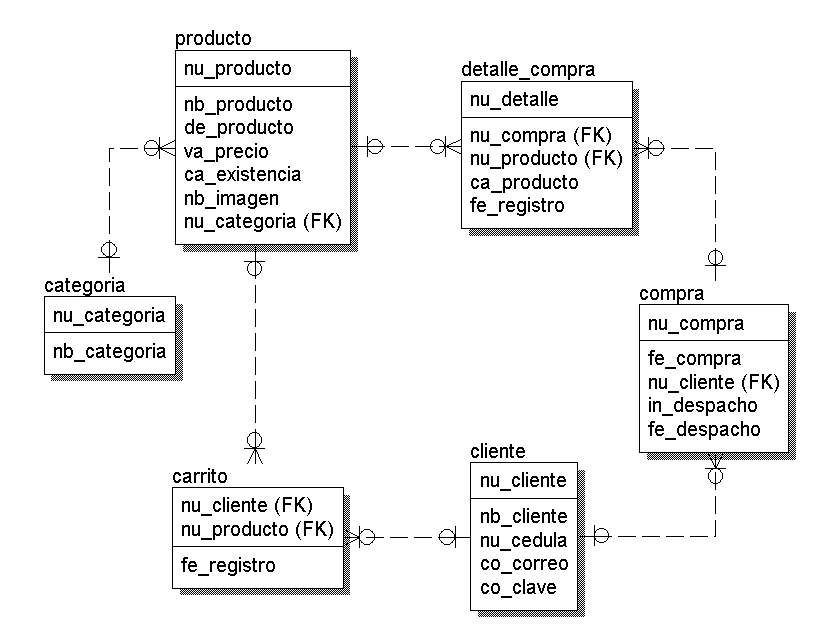 producto
nu_producto
nb_producto
de_producto
va_precio
ca_existencia
nb_imagen
nu_categoria (FK)
detalle_compra
nu_detalle
nu_compra (FK)
nu_producto (FK)
ca_producto
fe_registro
categoria
nu_categoria
nb_categoria
compra
nu_compra
fe_compra
nu_cliente (FK)
in_despacho
fe_despacho
carrito
nu_cliente (FK)
nu_producto (FK)
fe_registro
cliente
nu_cliente
nb_cliente
nu_cedula
co_correo
co_clave